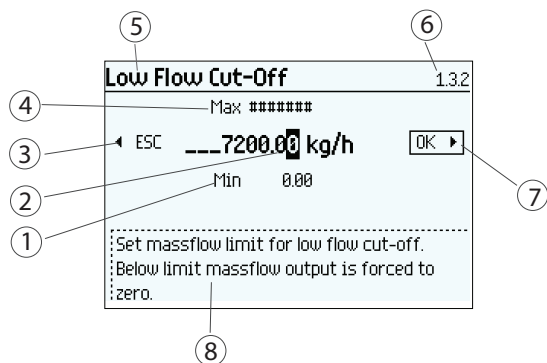 5 6
Low Flow Cut-Off 1.3.2
4 Max #######
3 ◀ ESC ___7200.00 kg/h OK ▶
2
Min 0.00
7
1
Set massflow limit for low flow cut-off.
Below limit massflow output is forced to
zero.
8